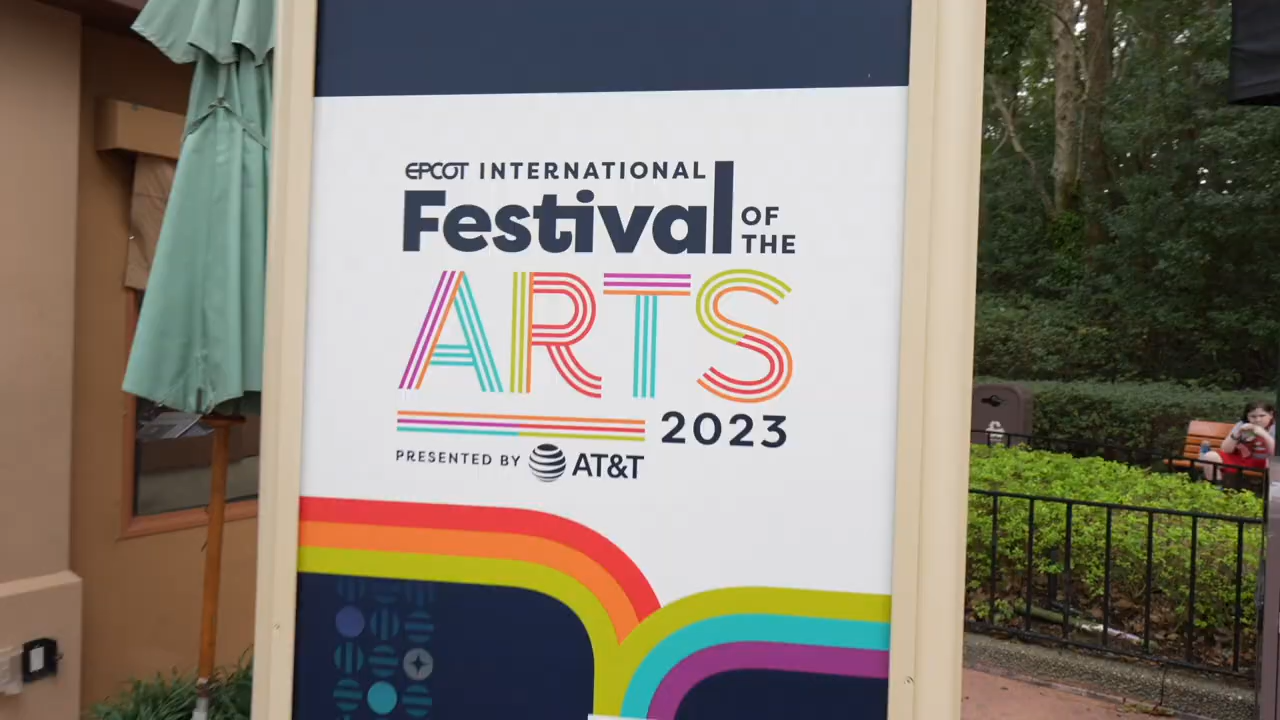 EPCOT INTERNATIONAL
Festival OF THE
ARTS
2023
PRESENTED BY AT&T